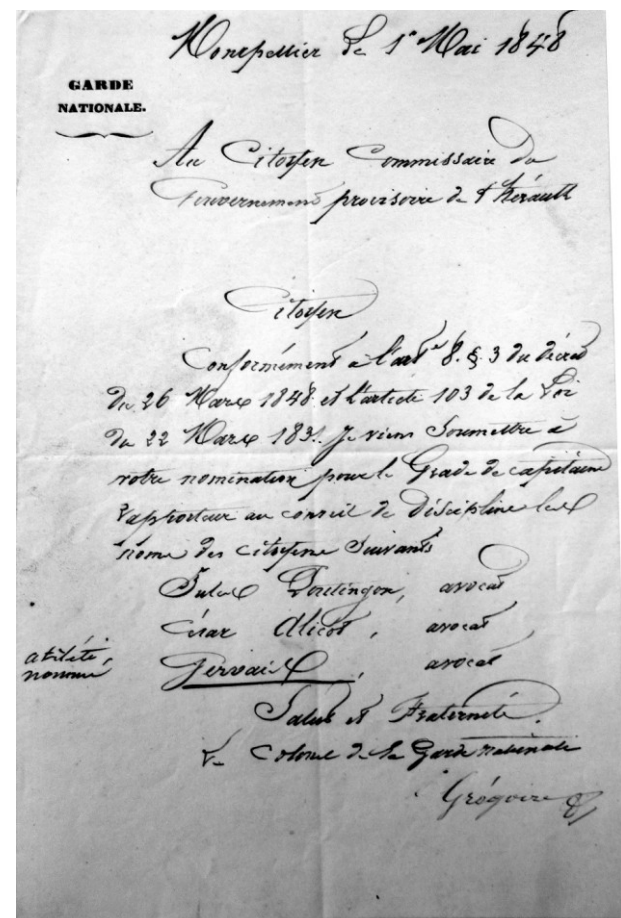 Montpellier le 1er Mai 1848
GARDE
NATIONALE.
Au Citoyen Commissaire du
Gouvernement provisoire de l'hérault
Citoyen
Conformément à l'art. 8. §. 3 du décret
du 26 Mars 1848 et l'article 103 de la Loi
du 22 Mars 1831. Je viens Soumettre à
votre nomination pour le Grade de capitaine
rapporteur au conseil de discipline les
noms des citoyens Suivants
Jules, avocat
César Alicot, avocat
a été
nommé
Gervais, avocat
Salut et Fraternité.
Le Colonel de la Garde nationale
Grégoire